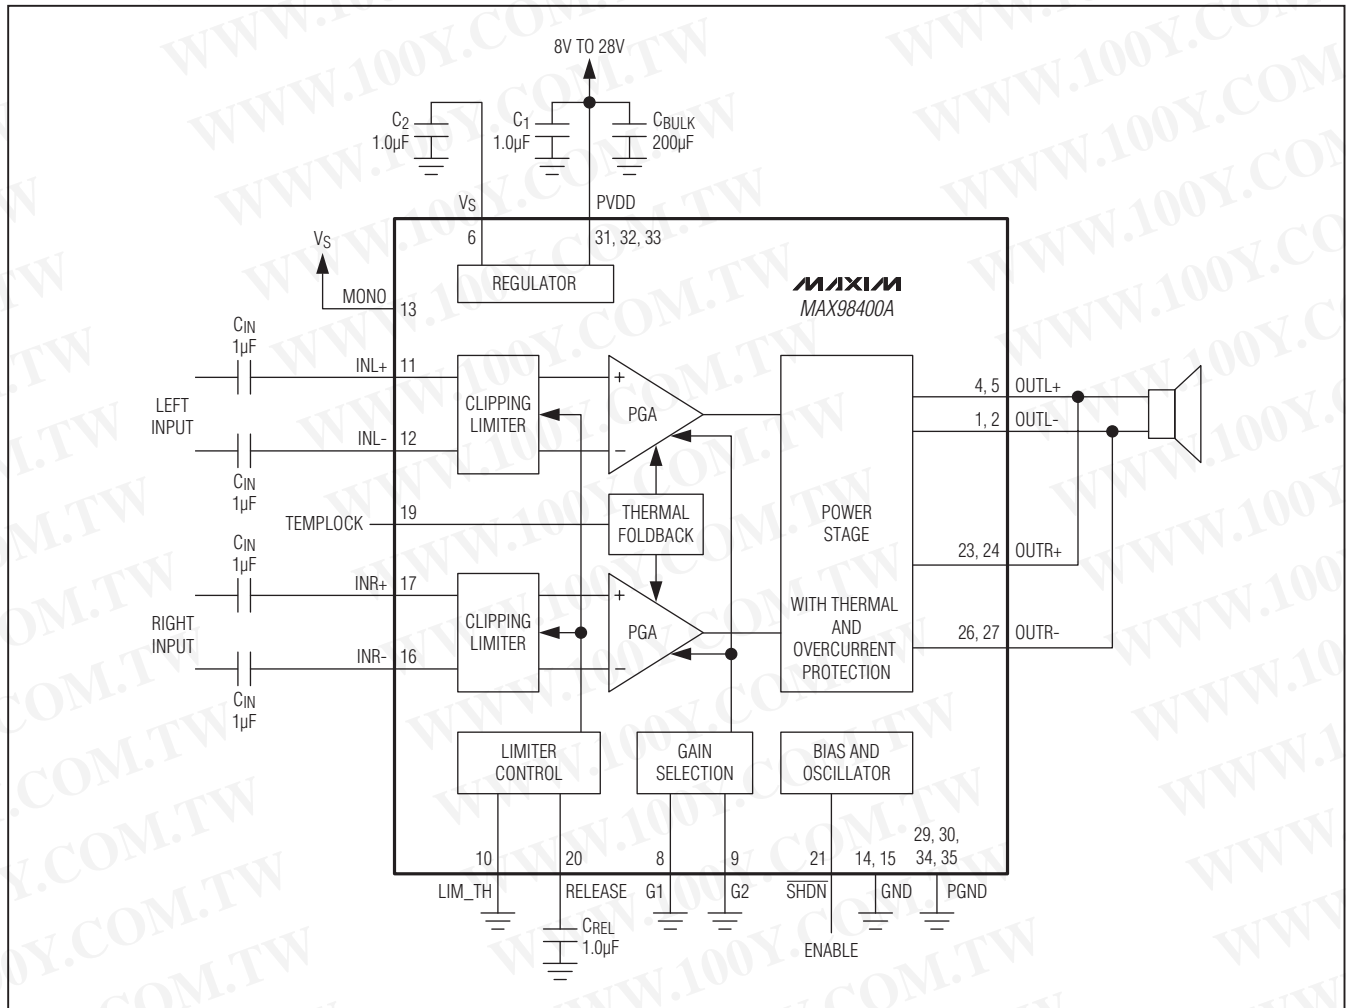 8V TO 28V
C2
1.0µF
C1
1.0µF
CBULK
200µF
VS
PVDD
6
31, 32, 33
VS
REGULATOR
MAXIM
MAX98400A
MONO
13
CIN
1µF
INL+
11
LEFT
INPUT
CLIPPING
LIMITER
+
PGA
−
4, 5
OUTL+
1, 2
OUTL-
INL-
12
CIN
1µF
TEMPLOCK
19
THERMAL
FOLDBACK
POWER
STAGE
CIN
1µF
23, 24
OUTR+
INR+
17
RIGHT
INPUT
CLIPPING
LIMITER
+
PGA
−
WITH THERMAL
AND
OVERCURRENT
PROTECTION
26, 27
OUTR-
INR-
16
CIN
1µF
LIMITER
CONTROL
GAIN
SELECTION
BIAS AND
OSCILLATOR
10
20
8
9
21
14, 15
29, 30,
34, 35
LIM_TH
RELEASE
G1
G2
SHDN
GND
PGND
CREL
1.0µF
ENABLE
WWW.100Y.COM.TW